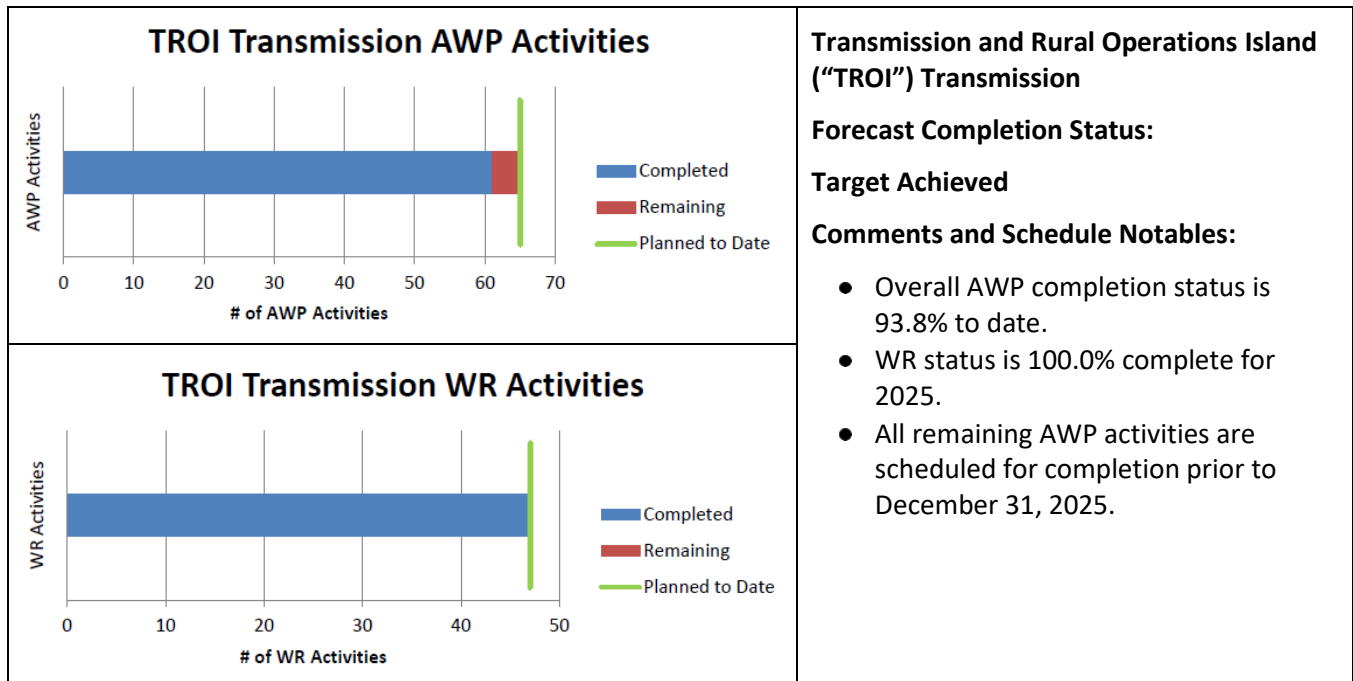 TROI Transmission AWP Activities
AWP Activities
Completed
Remaining
Planned to Date
0 10 20 30 40 50 60 70
# of AWP Activities
TROI Transmission WR Activities
WR Activities
Completed
Remaining
Planned to Date
0 10 20 30 40 50
# of WR Activities
Transmission and Rural Operations Island
(“TROI”) Transmission
Forecast Completion Status:
Target Achieved
Comments and Schedule Notables:
● Overall AWP completion status is
93.8% to date.
● WR status is 100.0% complete for
2025.
● All remaining AWP activities are
scheduled for completion prior to
December 31, 2025.